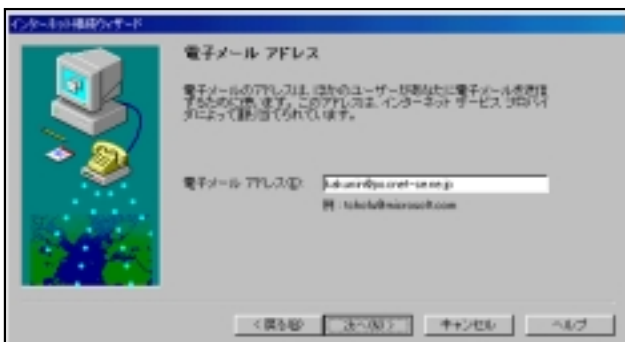 インターネット接続ウィザード
電子メール アドレス
電子メールのアドレスは、ほかのユーザーがあなたに電子メールを送信
するために使います。このアドレスは、インターネット サービス プロバイ
ダによって割り当てられています。
電子メール アドレス(E):
例 : tohota@microsoft.com
< 戻る(B)
次へ(N) >
キャンセル
ヘルプ